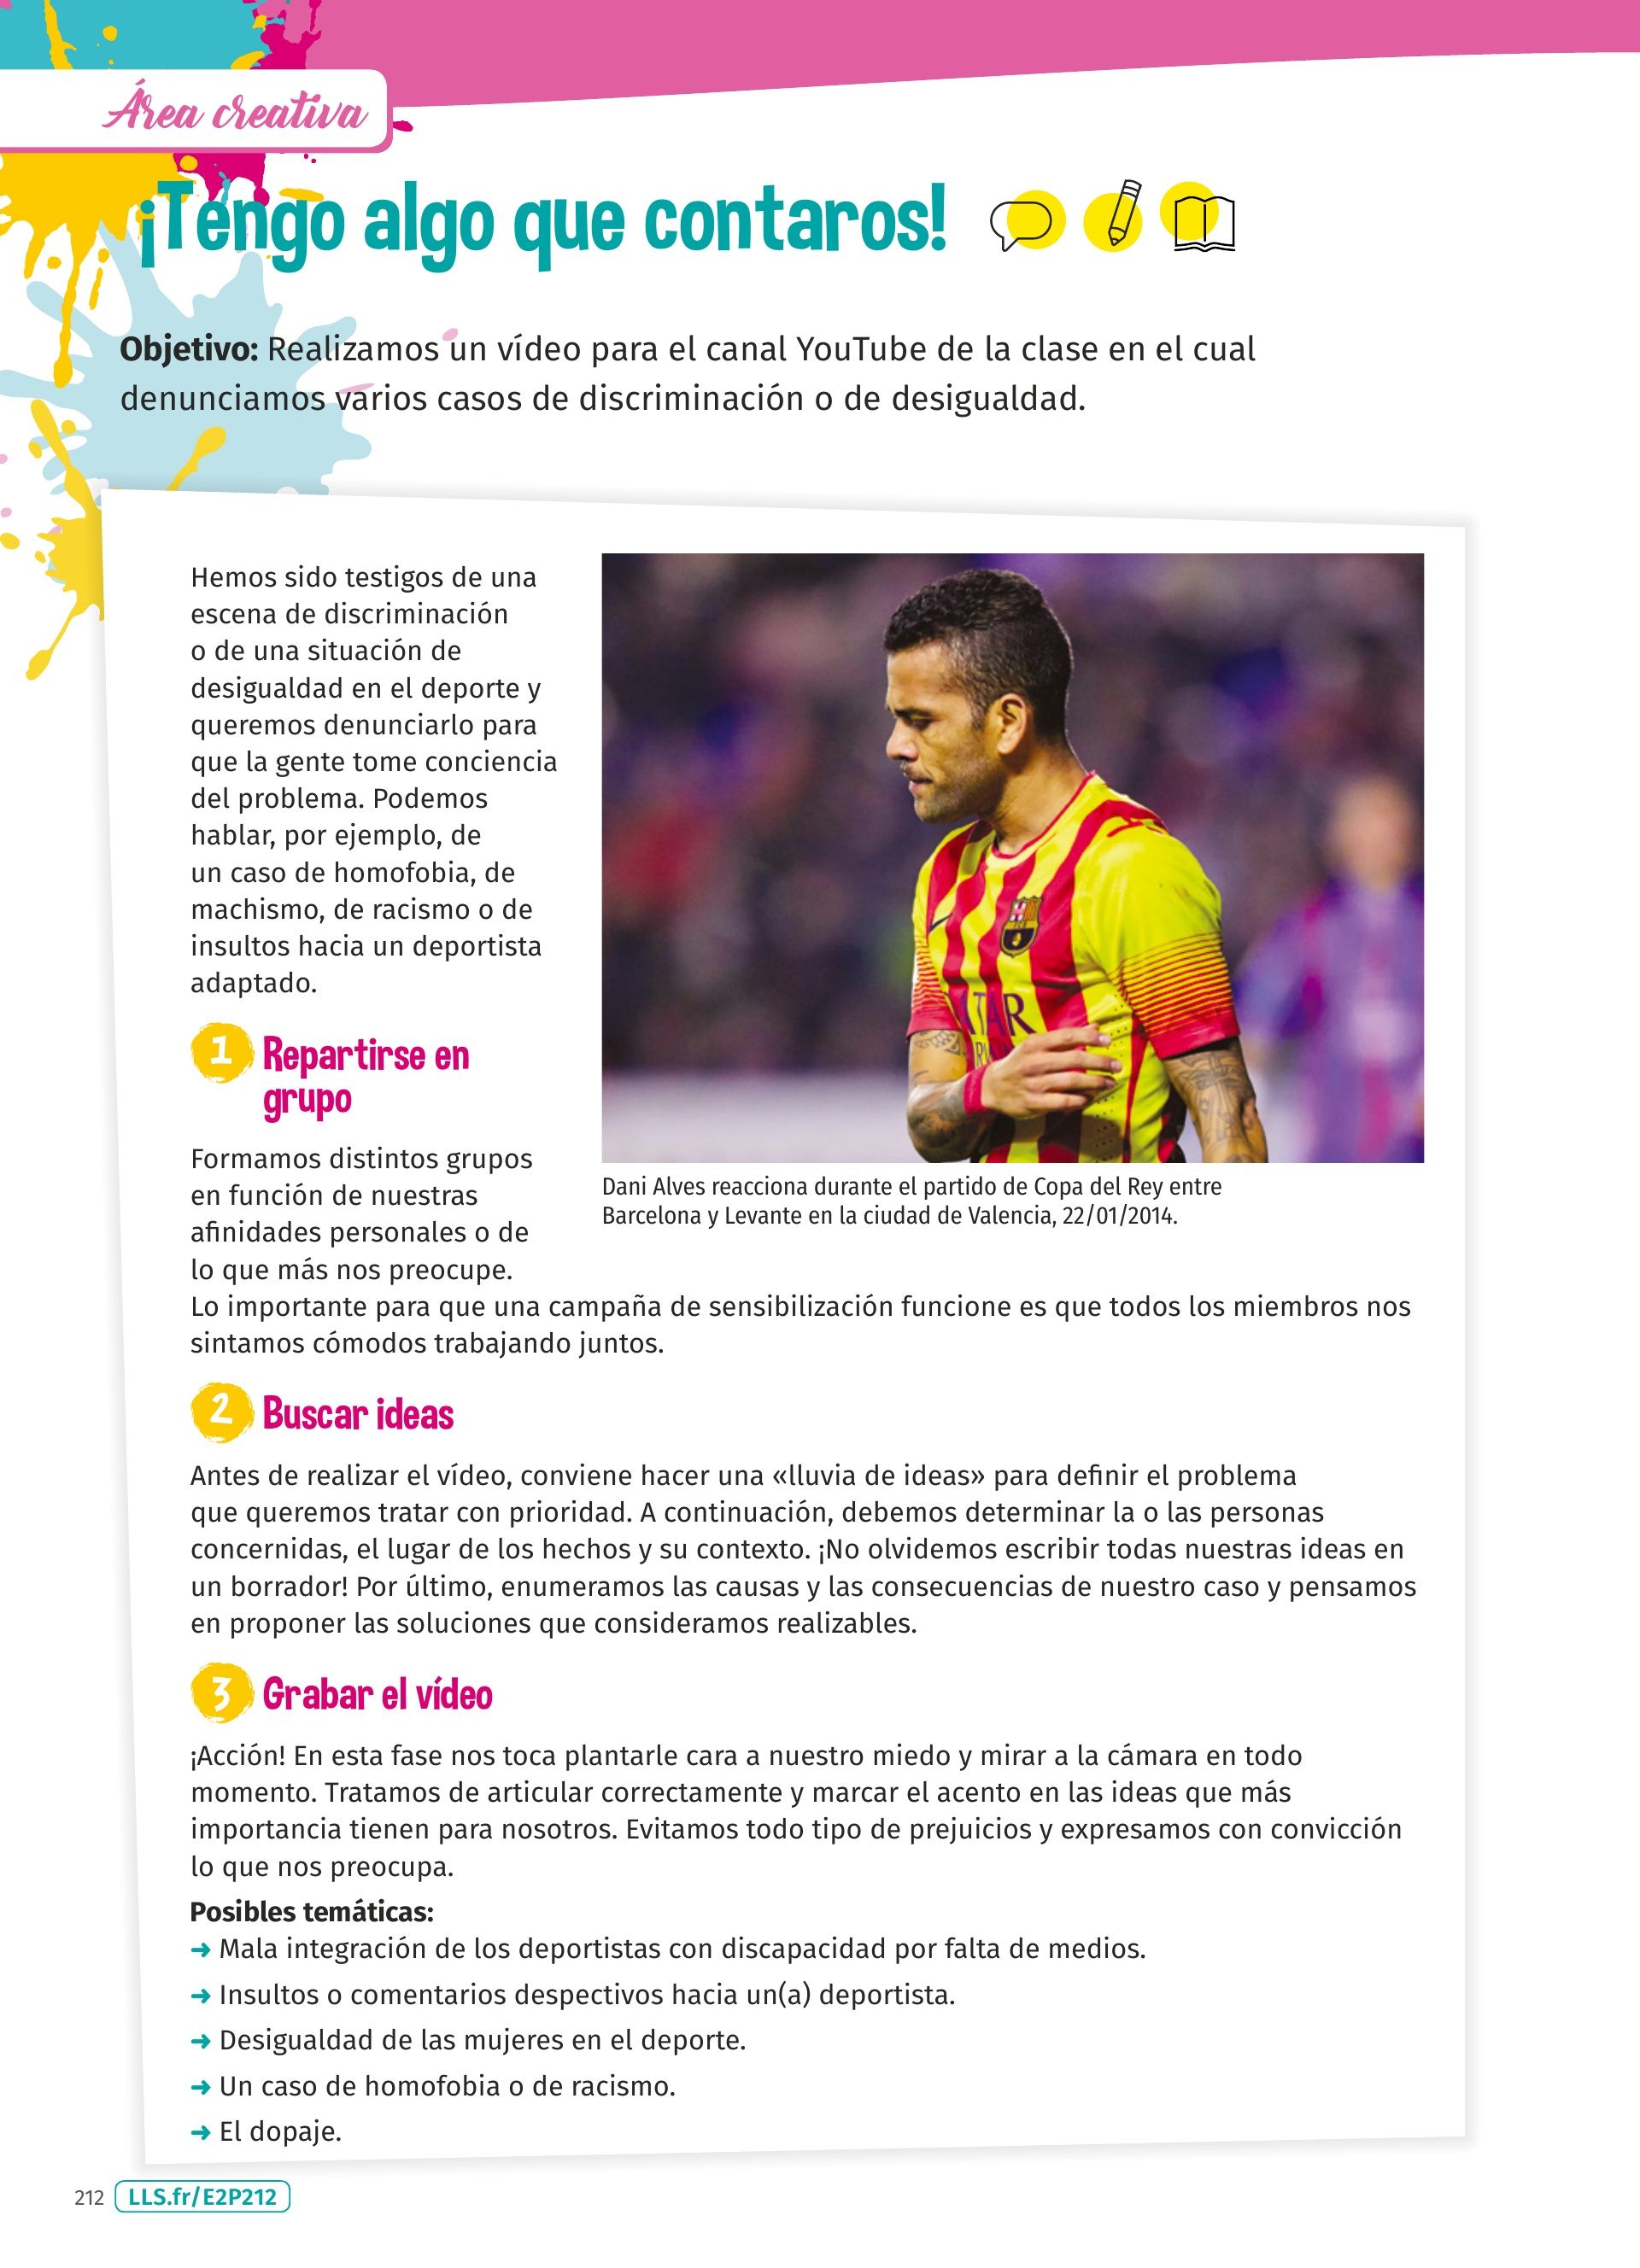 Área creativa
¡Tengo algo que contaros!
Objetivo: Realizamos un vídeo para el canal YouTube de la clase en el cual
denunciamos varios casos de discriminación o de desigualdad.
Hemos sido testigos de una
escena de discriminación
o de una situación de
desigualdad en el deporte y
queremos denunciarlo para
que la gente tome conciencia
del problema. Podemos
hablar, por ejemplo, de
un caso de homofobia, de
machismo, de racismo o de
insultos hacia un deportista
adaptado.
Dani Alves reacciona durante el partido de Copa del Rey entre
Barcelona y Levante en la ciudad de Valencia, 22/01/2014.
1 Repartirse en
grupo
Formamos distintos grupos
en función de nuestras
afinidades personales o de
lo que más nos preocupe.
Lo importante para que una campaña de sensibilización funcione es que todos los miembros nos
sintamos cómodos trabajando juntos.
2 Buscar ideas
Antes de realizar el vídeo, conviene hacer una «lluvia de ideas» para definir el problema
que queremos tratar con prioridad. A continuación, debemos determinar la o las personas
concernidas, el lugar de los hechos y su contexto. ¡No olvidemos escribir todas nuestras ideas en
un borrador! Por último, enumeramos las causas y las consecuencias de nuestro caso y pensamos
en proponer las soluciones que consideramos realizables.
3 Grabar el vídeo
¡Acción! En esta fase nos toca plantarle cara a nuestro miedo y mirar a la cámara en todo
momento. Tratamos de articular correctamente y marcar el acento en las ideas que más
importancia tienen para nosotros. Evitamos todo tipo de prejuicios y expresamos con convicción
lo que nos preocupa.
Posibles temáticas:
➜ Mala integración de los deportistas con discapacidad por falta de medios.
➜ Insultos o comentarios despectivos hacia un(a) deportista.
➜ Desigualdad de las mujeres en el deporte.
➜ Un caso de homofobia o de racismo.
➜ El dopaje.
212 LLS.fr/E2P212